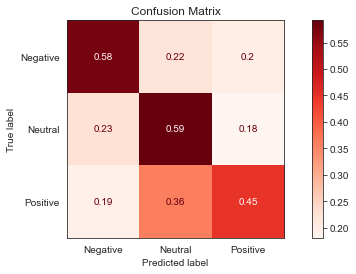 Confusion Matrix
True label
Negative
0.58
0.22
0.2
Neutral
0.23
0.59
0.18
Positive
0.19
0.36
0.45
Negative
Neutral
Positive
Predicted label
0.55
0.50
0.45
0.40
0.35
0.30
0.25
0.20